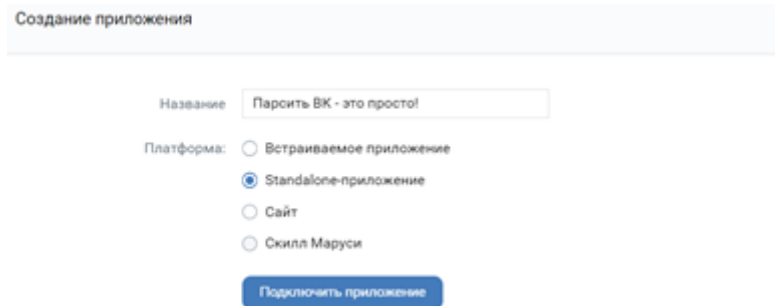 Создание приложения
Название Парсить ВК - это просто!
Платформа: Встраиваемое приложение
Standalone-приложение
Сайт
Скилл Маруси
Подключить приложение